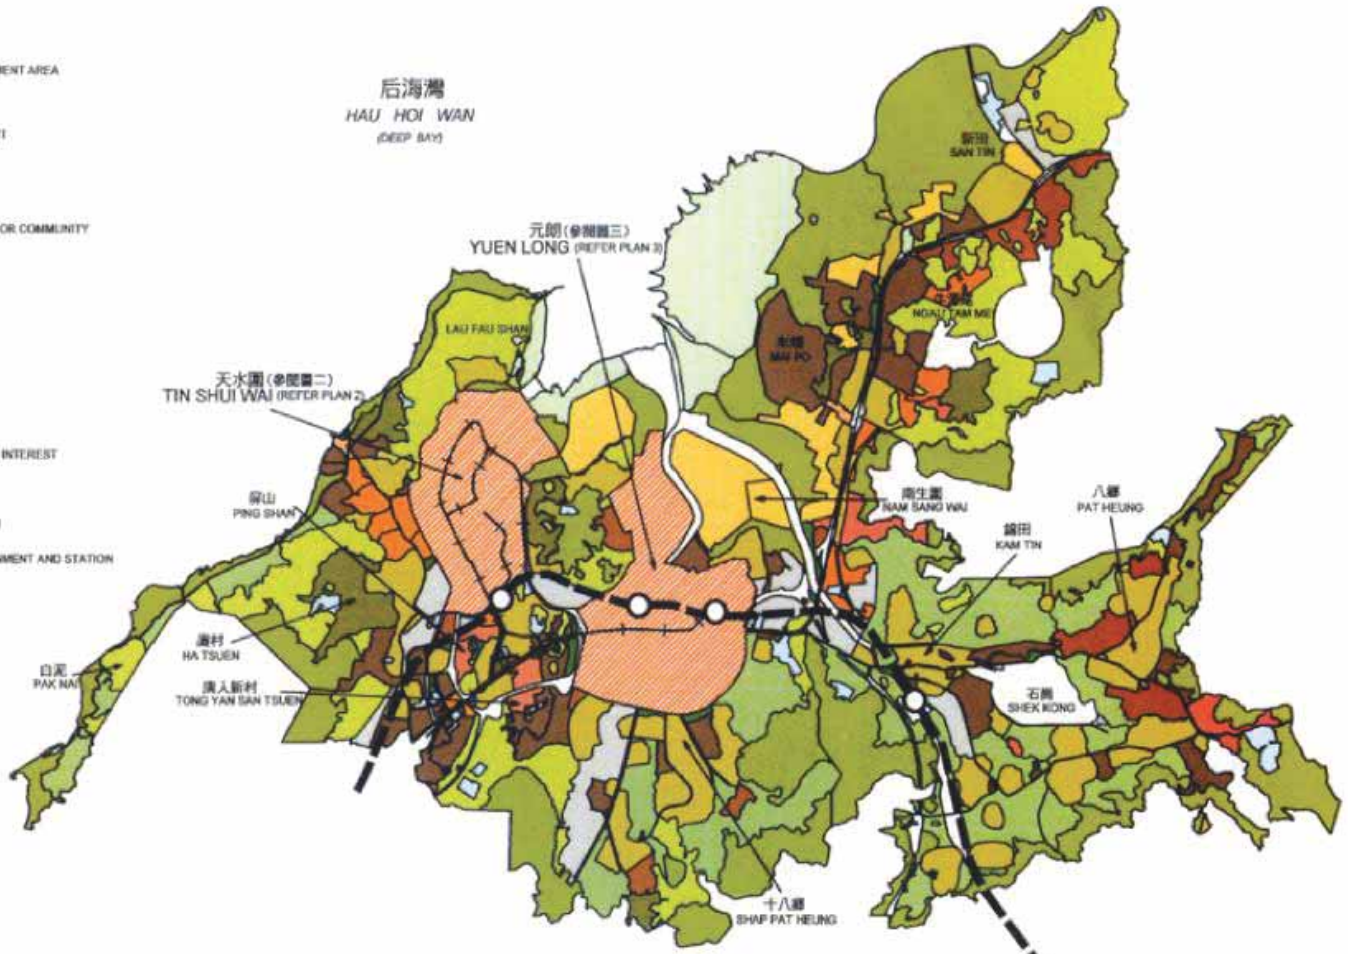 MENT AREA
OR COMMUNITY
INTEREST
NMENT AND STATION
后海灣
HAU HOI WAN
(DEEP BAY)
新田
SAN TIN
元朗(參閱圖三)
YUEN LONG (REFER PLAN 3)
NGAU TAM MEI
LAU FAU SHAN
MAI PO
天水圍(參閱圖二)
TIN SHUI WAI (REFER PLAN 2)
屏山
PING SHAN
南生圍
NAM SANG WAI
八鄉
PAT HEUNG
錦田
KAM TIN
廈村
HA TSUEN
白泥
PAK NAI
唐人新村
TONG YAN SAN TSUEN
石崗
SHEK KONG
十八鄉
SHAP PAT HEUNG